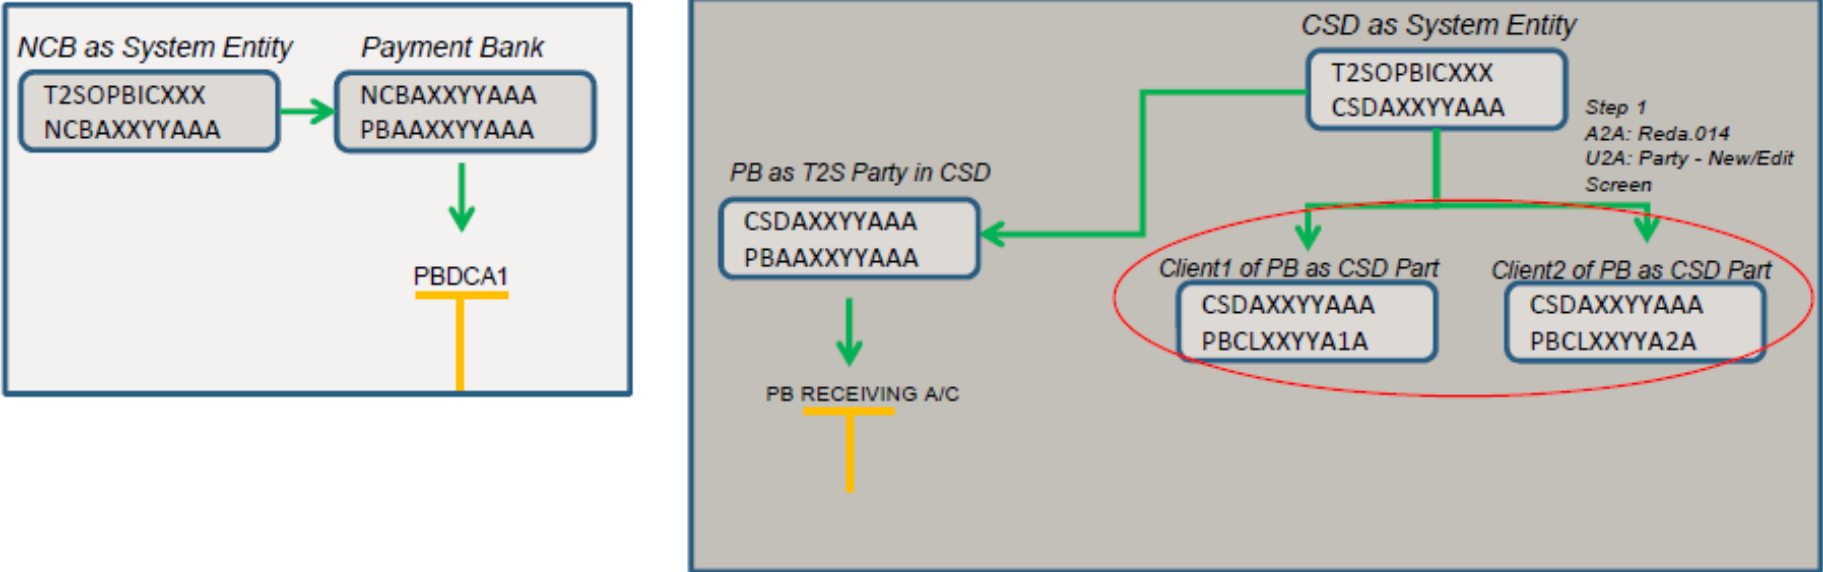 NCB as System Entity
Payment Bank
T2SOPBICXXX
NCBAXXYYAAA
NCBAXXYYAAA
PBAAXXYYAAA
PBDCA1
CSD as System Entity
T2SOPBICXXX
CSDAXXYYAAA
Step 1
A2A: Reda.014
U2A: Party - New/Edit
Screen
PB as T2S Party in CSD
CSDAXXYYAAA
PBAAXXYYAAA
PB RECEIVING A/C
Client1 of PB as CSD Part
CSDAXXYYAAA
PBCLXXYYA1A
Client2 of PB as CSD Part
CSDAXXYYAAA
PBCLXXYYA2A